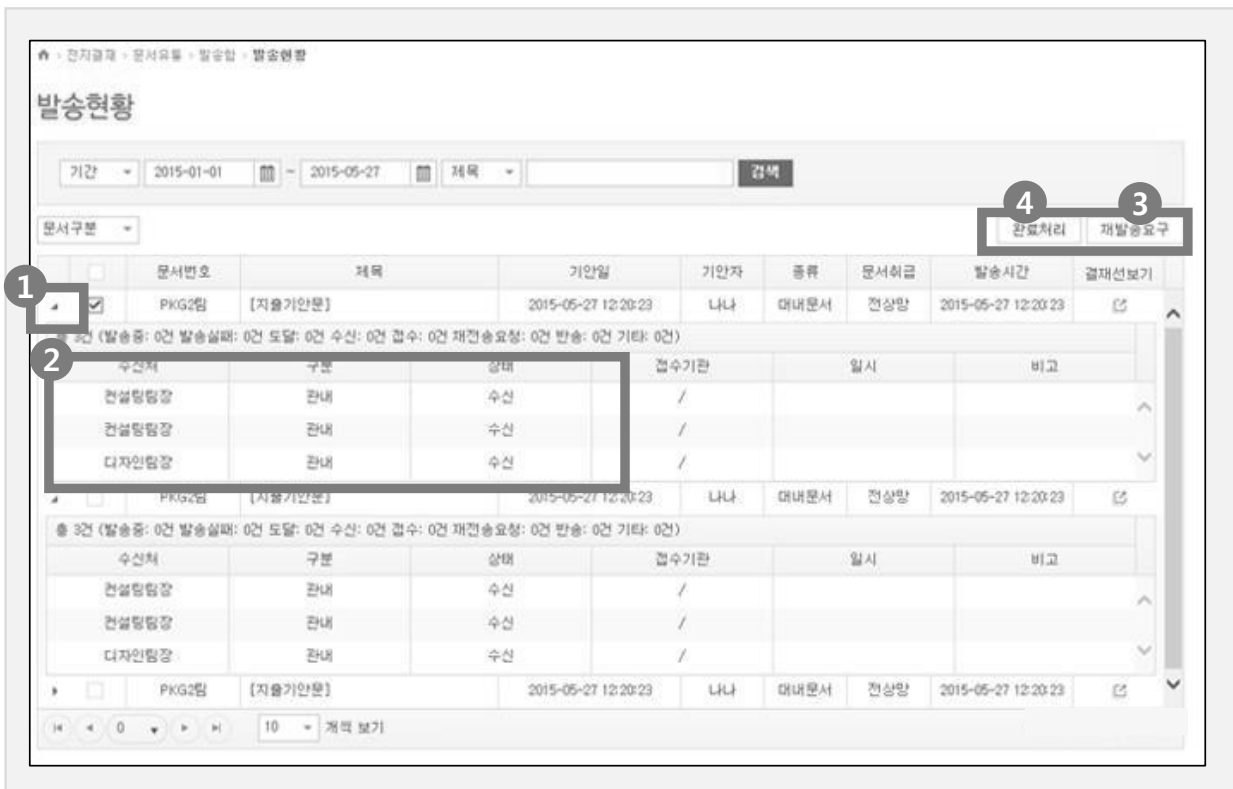 전자결재 > 문서유통 > 발송함 > 발송현황
발송현황
기간 2015-01-01 ~ 2015-05-27 제목 검색
4 3
문서구분 완료처리 재발송요구
문서번호 제목 기안일 기안자 종류 문서취급 발송시간 결재선보기
1
PKG2팀 [지출기안문] 2015-05-27 12:20:23 나나 대내문서 전상망 2015-05-27 12:20:23
총 3건 (발송중: 0건 발송실패: 0건 도달: 0건 수신: 0건 접수: 0건 재전송요청: 0건 반송: 0건 기타: 0건)
2
수신처 구분 상태 접수기관 일시 비고
컨설팅팀장 관내 수신 /
컨설팅팀장 관내 수신 /
디자인팀장 관내 수신 /
PKG2팀 [지출기안문] 2015-05-27 12:20:23 나나 대내문서 전상망 2015-05-27 12:20:23
총 3건 (발송중: 0건 발송실패: 0건 도달: 0건 수신: 0건 접수: 0건 재전송요청: 0건 반송: 0건 기타: 0건)
수신처 구분 상태 접수기관 일시 비고
컨설팅팀장 관내 수신 /
컨설팅팀장 관내 수신 /
디자인팀장 관내 수신 /
PKG2팀 [지출기안문] 2015-05-27 12:20:23 나나 대내문서 전상망 2015-05-27 12:20:23
0 10 개씩 보기